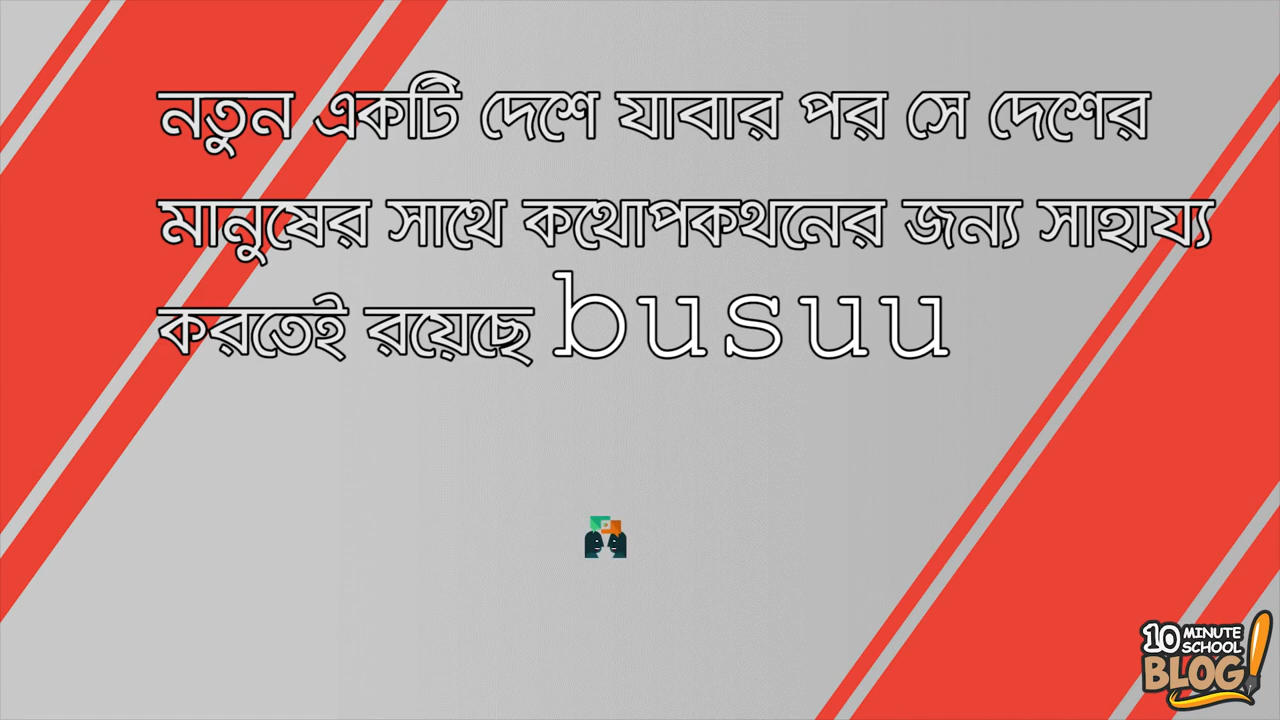 নতুন একটি দেশে যাবার পর সে দেশের
মানুষের সাথে কথোপকথনের জন্য সাহায্য
করতেই রয়েছে busuu
10 MINUTE SCHOOL
BLOG!